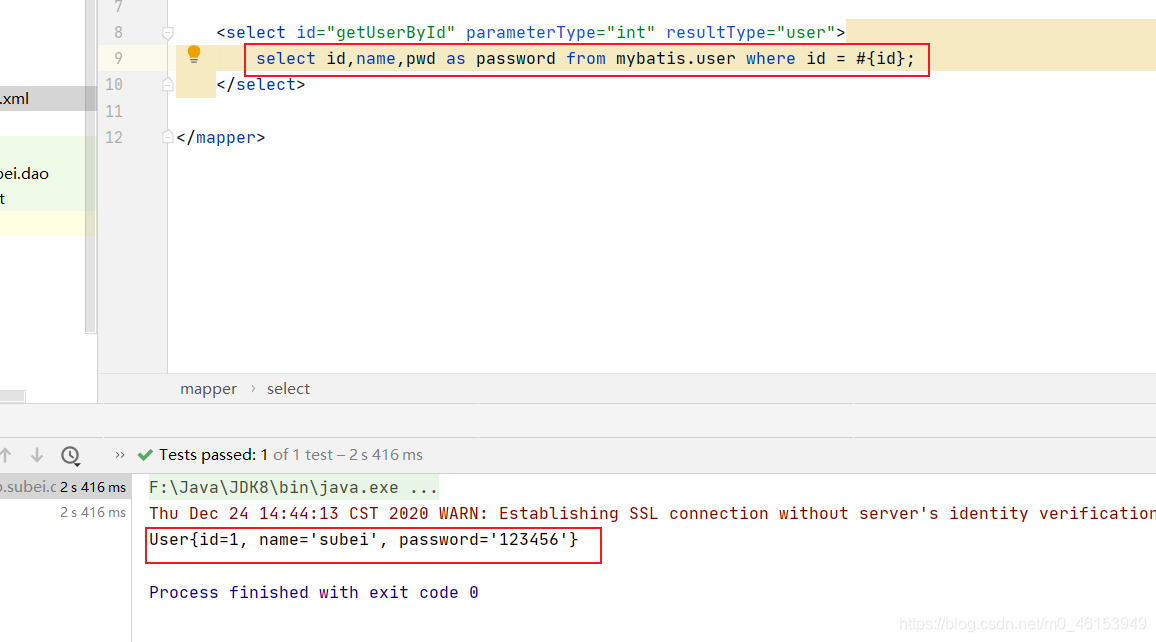 7
8 <select id="getUserById" parameterType="int" resultType="user">
9 select id,name,pwd as password from mybatis.user where id = #{id};
10 </select>
.xml
11
12 </mapper>
bei.dao
t
mapper › select
» Tests passed: 1 of 1 test – 2 s 416 ms
o.subei.c 2 s 416 ms
2 s 416 ms
F:\Java\JDK8\bin\java.exe ...
Thu Dec 24 14:44:13 CST 2020 WARN: Establishing SSL connection without server's identity verification
User{id=1, name='subei', password='123456'}
Process finished with exit code 0
https://blog.csdn.net/m0_46153949